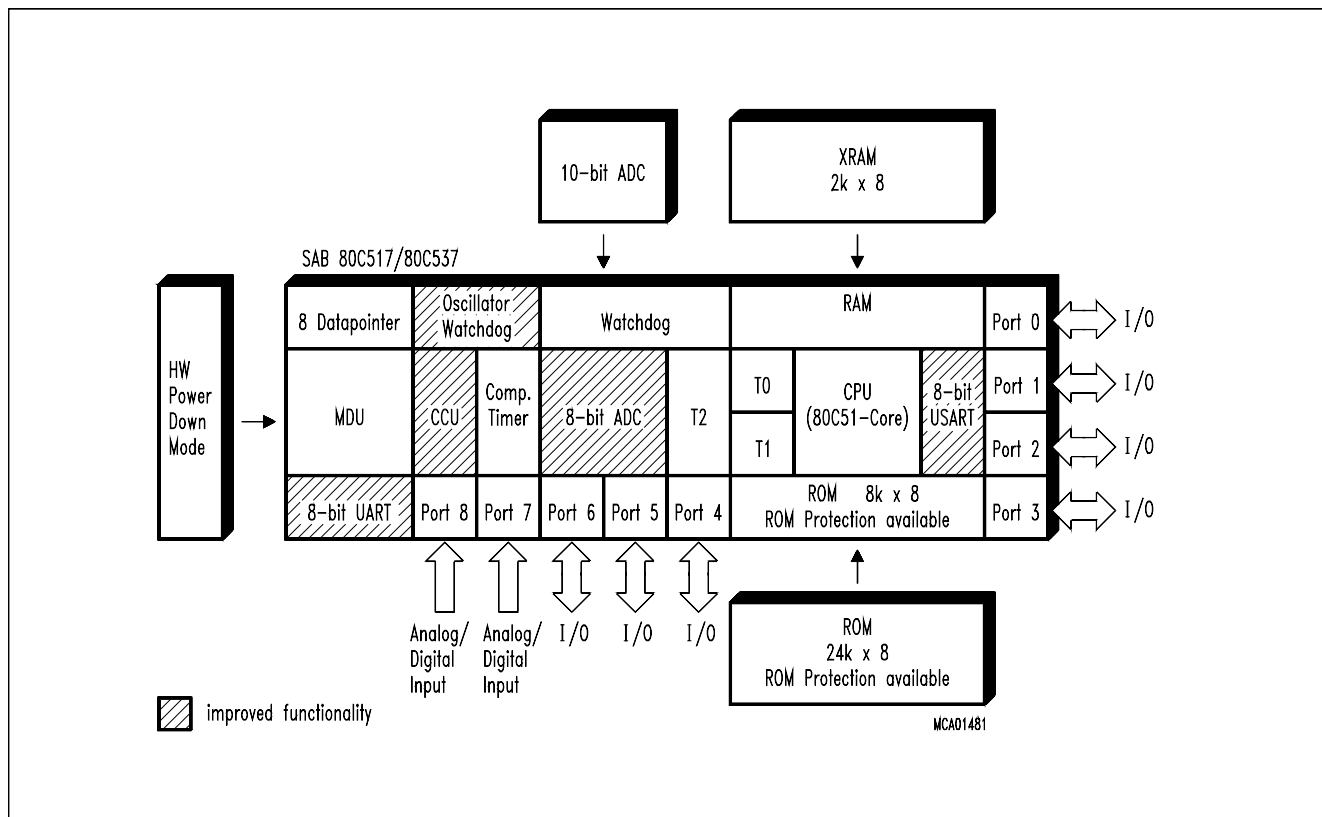 10-bit ADC
XRAM
2k x 8
SAB 80C517/80C537
HW
Power
Down
Mode
8 Datapointer
Oscillator
Watchdog
Watchdog
RAM
Port 0
I/O
MDU
CCU
Comp.
Timer
8-bit ADC
T2
T0
T1
CPU
(80C51-Core)
8-bit
USART
Port 1
I/O
Port 2
I/O
8-bit UART
Port 8
Port 7
Port 6
Port 5
Port 4
ROM 8k x 8
ROM Protection available
Port 3
I/O
Analog/
Digital
Input
Analog/
Digital
Input
I/O
I/O
I/O
ROM
24k x 8
ROM Protection available
improved functionality
MCA01481